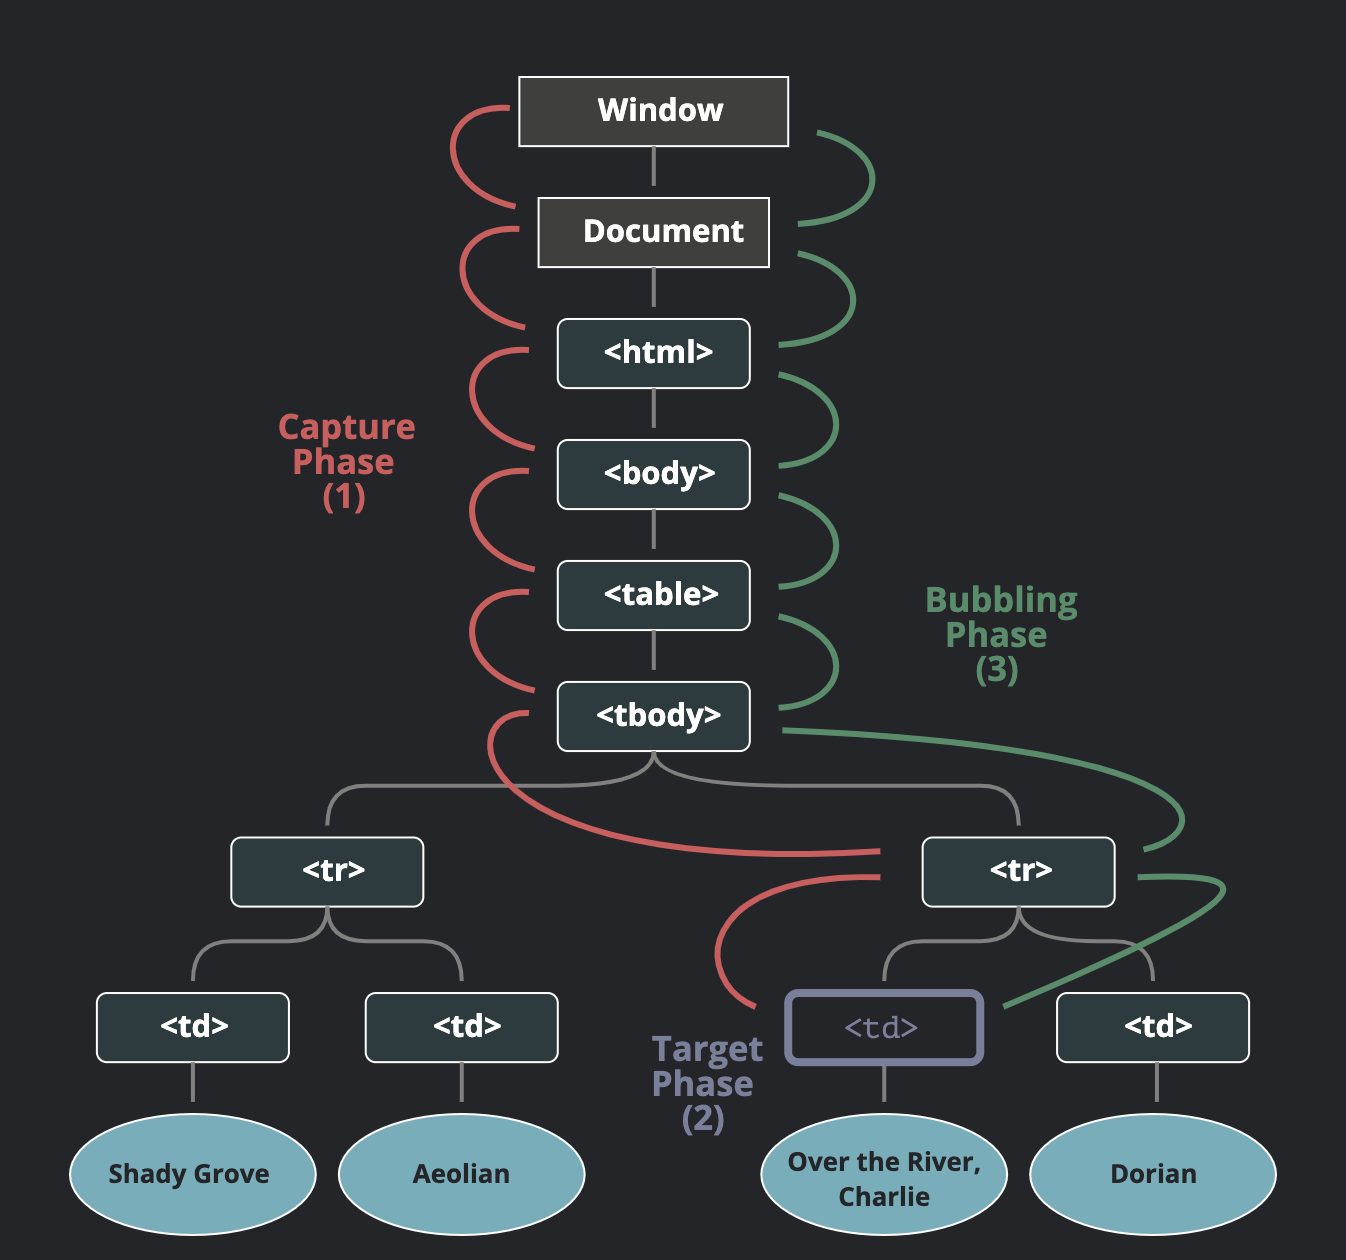 Window
Document
<html>
<body>
Capture
Phase
(1)
<table>
Bubbling
Phase
(3)
<tbody>
<tr>
<tr>
<td>
<td>
<td>
<td>
Target
Phase
(2)
Shady Grove
Aeolian
Over the River,
Charlie
Dorian